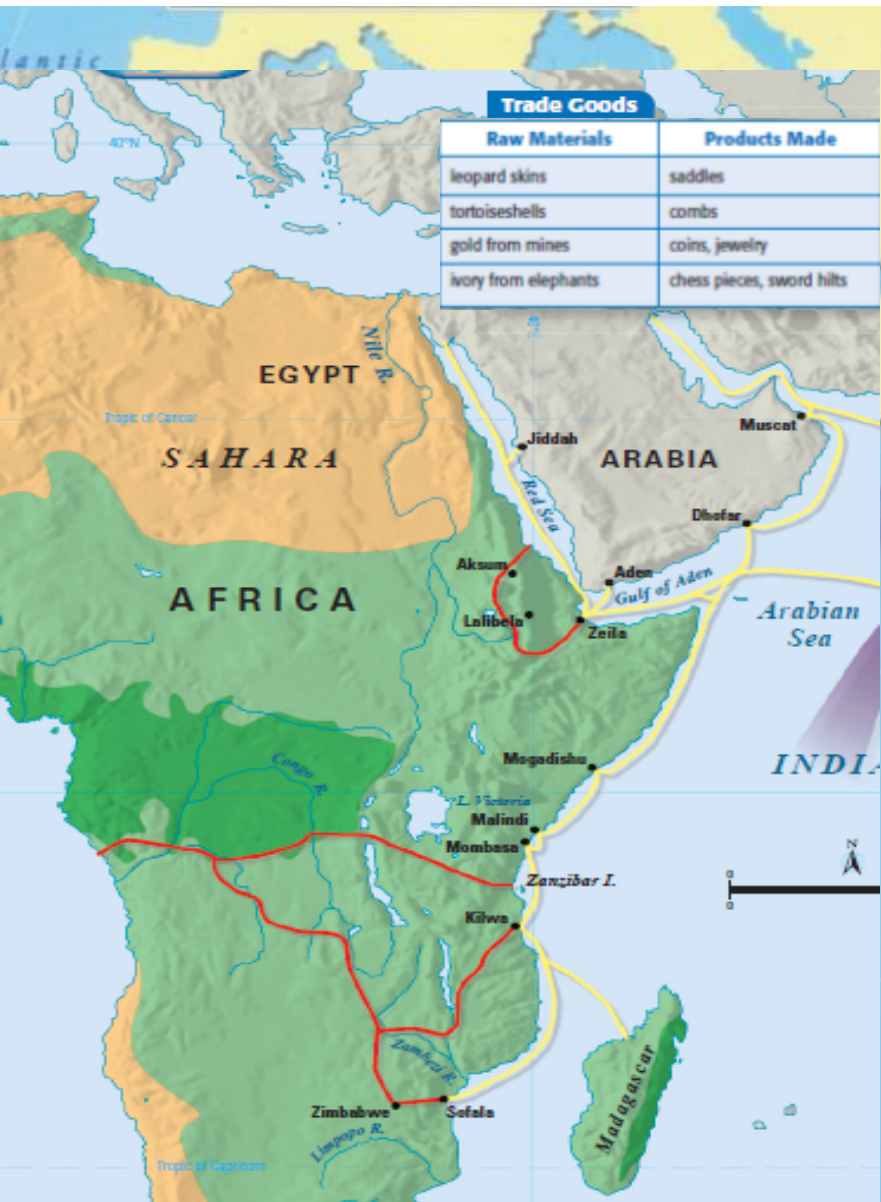 lantic
Trade Goods
Raw Materials Products Made
leopard skins saddles
tortoiseshells combs
gold from mines coins, jewelry
ivory from elephants chess pieces, sword hilts
40°N
40°E
Nile R.
EGYPT
Tropic of Cancer
SAHARA
Jiddah
Muscat
ARABIA
Red Sea
Dhofar
Aksum
Aden
Gulf of Aden
AFRICA
Arabian
Sea
Lalibela
Zeila
Mogadishu
INDIA
Congo R.
L. Victoria
Malindi
Mombasa
N
Zanzibar I.
0
0
Kilwa
Zambezi R.
Madagascar
Zimbabwe
Sofala
Limpopo R.
Tropic of Capricorn